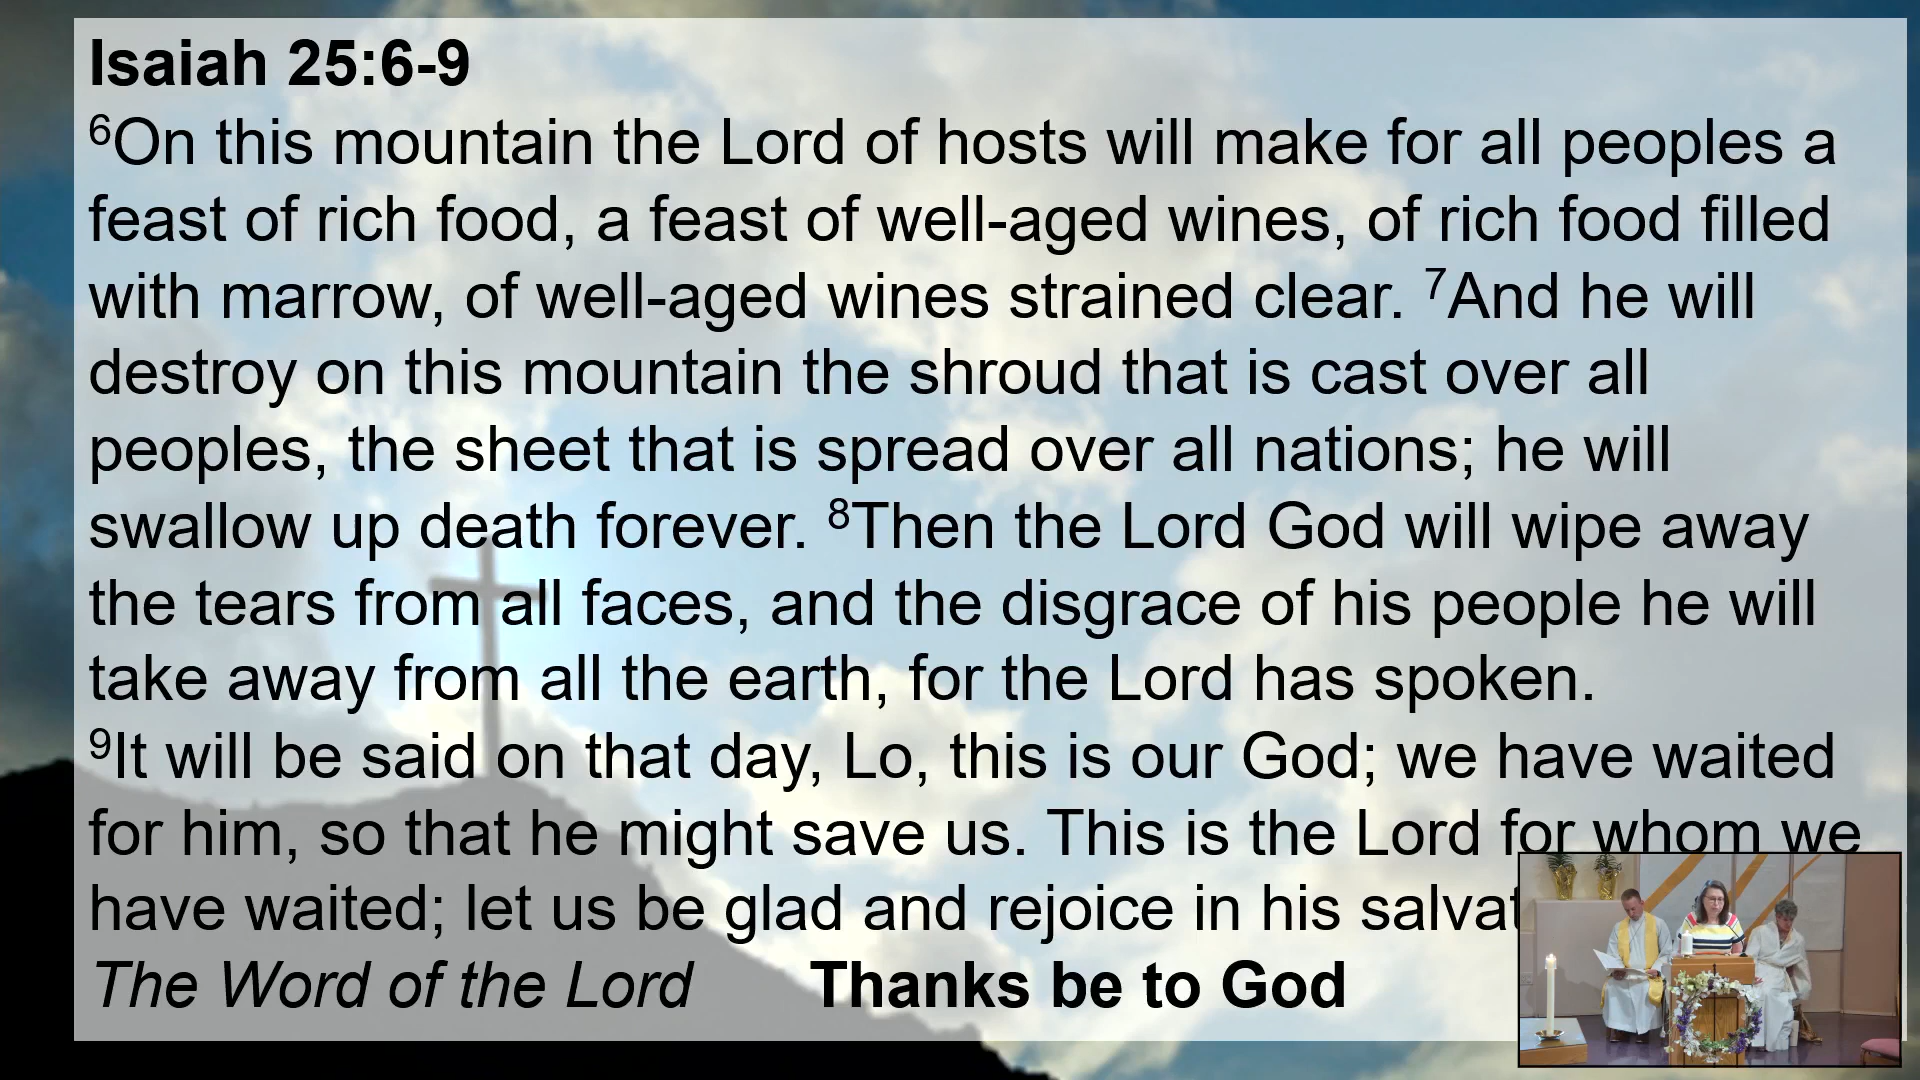 Isaiah 25:6-9
⁶On this mountain the Lord of hosts will make for all peoples a
feast of rich food, a feast of well-aged wines, of rich food filled
with marrow, of well-aged wines strained clear. ⁷And he will
destroy on this mountain the shroud that is cast over all
peoples, the sheet that is spread over all nations; he will
swallow up death forever. ⁸Then the Lord God will wipe away
the tears from all faces, and the disgrace of his people he will
take away from all the earth, for the Lord has spoken.
⁹It will be said on that day, Lo, this is our God; we have waited
for him, so that he might save us. This is the Lord for whom we
have waited; let us be glad and rejoice in his
The Word of the Lord Thanks be to God